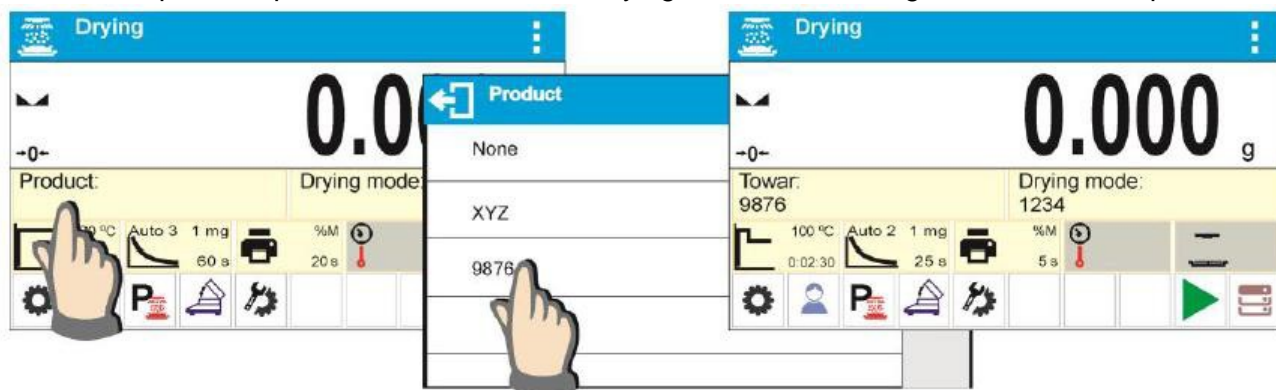 Drying
0.0
→0←
Product:
Drying mode
°C
Auto 3
1 mg
60 s
%M
20 s
P
Product
None
XYZ
9876
Drying
0.000
g
→0←
Towar:
9876
Drying mode:
1234
100 °C
0:02:30
Auto 2
1 mg
25 s
%M
5 s
P